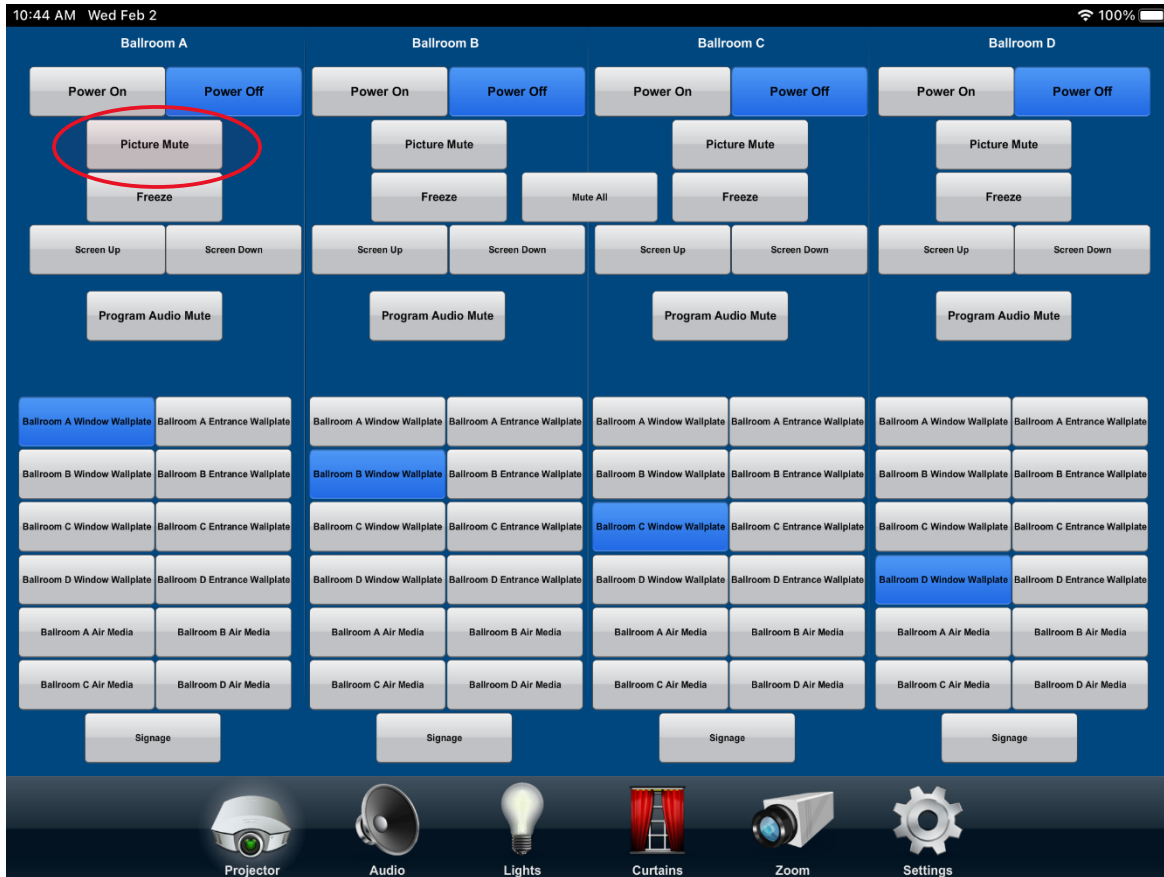 10:44 AM Wed Feb 2 100%
Ballroom A Ballroom B Ballroom C Ballroom D
Power On Power Off Power On Power Off Power On Power Off Power On Power Off
Picture Mute Picture Mute Picture Mute Picture Mute
Freeze Freeze Mute All Freeze Freeze
Screen Up Screen Down Screen Up Screen Down Screen Up Screen Down Screen Up Screen Down
Program Audio Mute Program Audio Mute Program Audio Mute Program Audio Mute
Ballroom A Window Wallplate Ballroom A Entrance Wallplate Ballroom A Window Wallplate Ballroom A Entrance Wallplate Ballroom A Window Wallplate Ballroom A Entrance Wallplate Ballroom A Window Wallplate Ballroom A Entrance Wallplate
Ballroom B Window Wallplate Ballroom B Entrance Wallplate Ballroom B Window Wallplate Ballroom B Entrance Wallplate Ballroom B Window Wallplate Ballroom B Entrance Wallplate Ballroom B Window Wallplate Ballroom B Entrance Wallplate
Ballroom C Window Wallplate Ballroom C Entrance Wallplate Ballroom C Window Wallplate Ballroom C Entrance Wallplate Ballroom C Window Wallplate Ballroom C Entrance Wallplate Ballroom C Window Wallplate Ballroom C Entrance Wallplate
Ballroom D Window Wallplate Ballroom D Entrance Wallplate Ballroom D Window Wallplate Ballroom D Entrance Wallplate Ballroom D Window Wallplate Ballroom D Entrance Wallplate Ballroom D Window Wallplate Ballroom D Entrance Wallplate
Ballroom A Air Media Ballroom B Air Media Ballroom A Air Media Ballroom B Air Media Ballroom A Air Media Ballroom B Air Media Ballroom A Air Media Ballroom B Air Media
Ballroom C Air Media Ballroom D Air Media Ballroom C Air Media Ballroom D Air Media Ballroom C Air Media Ballroom D Air Media Ballroom C Air Media Ballroom D Air Media
Signage Signage Signage Signage
Projector Audio Lights Curtains Zoom Settings